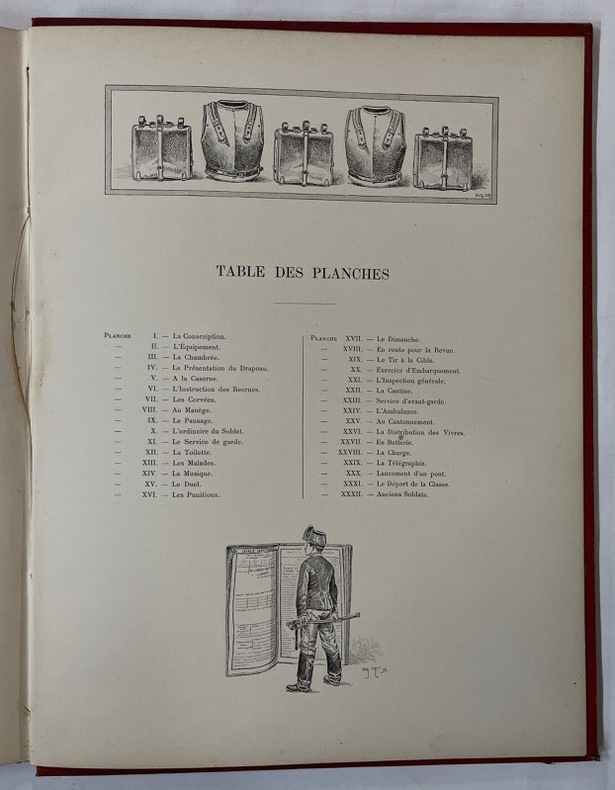 TABLE DES PLANCHES
PLANCHE I. — La Conscription.
— II. — L'Équipement.
— III. — La Chambrée.
— IV. — La Présentation du Drapeau.
— V. — A la Caserne.
— VI. — L'Instruction des Recrues.
— VII. — Les Corvées.
— VIII. — Au Manège.
— IX. — Le Pansage.
— X. — L'ordinaire du Soldat.
— XI. — Le Service de garde.
— XII. — La Toilette.
— XIII. — Les Malades.
— XIV. — La Musique.
— XV. — Le Duel.
— XVI. — Les Punitions.
PLANCHE XVII. — Le Dimanche.
— XVIII. — En route pour la Revue.
— XIX. — Le Tir à la Cible.
— XX. — Exercice d'Embarquement.
— XXI. — L'Inspection générale.
— XXII. — La Cantine.
— XXIII. — Service d'avant-garde.
— XXIV. — L'Ambulance.
— XXV. — Au Cantonnement.
— XXVI. — La Distribution des Vivres.
— XXVII. — En Batterie.
— XXVIII. — La Charge.
— XXIX. — La Télégraphie.
— XXX. — Lancement d'un pont.
— XXXI. — Le Départ de la Classe.
— XXXII. — Anciens Soldats.